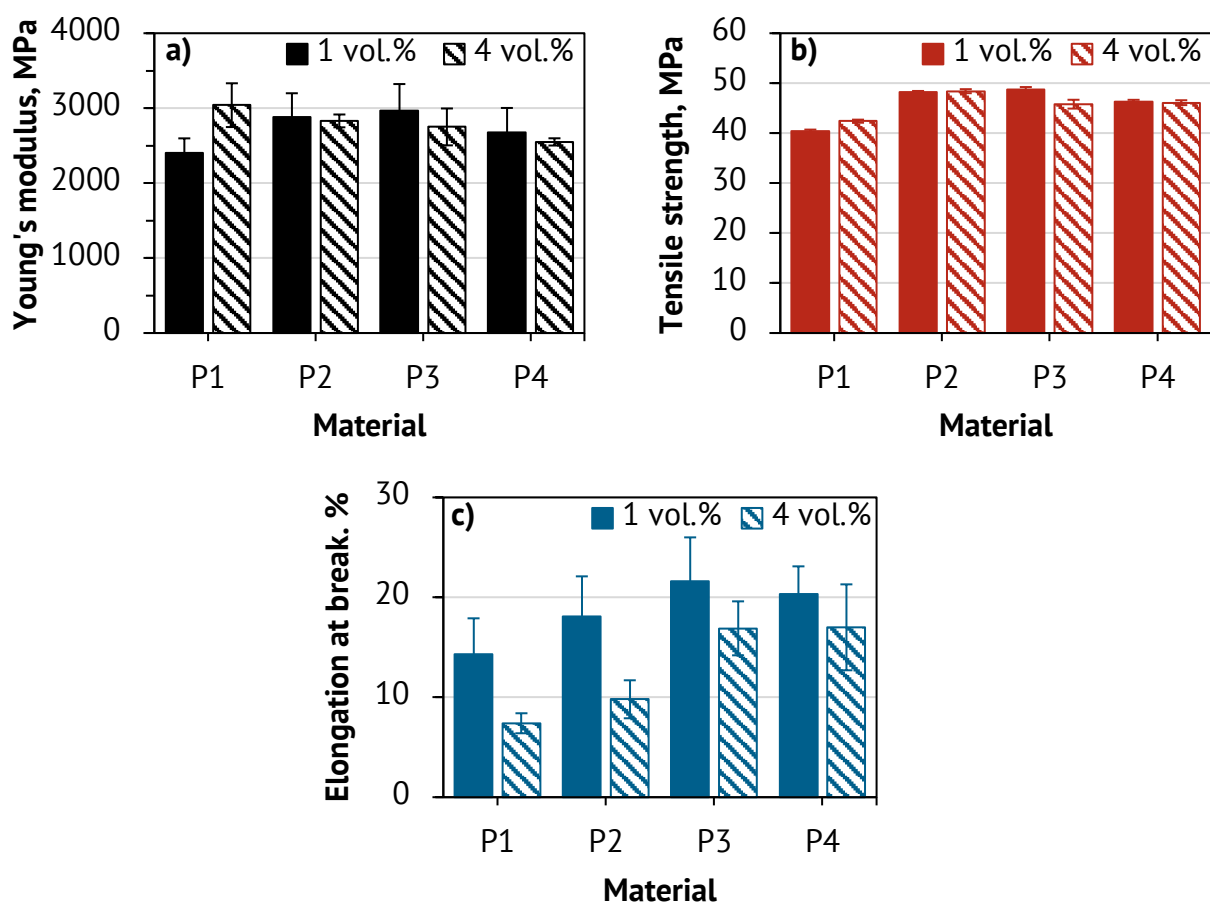 Young's modulus, MPa
a)
1 vol.%
4 vol.%
4000
3000
2000
1000
0
P1
P2
P3
P4
Material
Tensile strength, MPa
b)
1 vol.%
4 vol.%
60
50
40
30
20
10
0
P1
P2
P3
P4
Material
Elongation at break. %
c)
1 vol.%
4 vol.%
30
20
10
0
P1
P2
P3
P4
Material